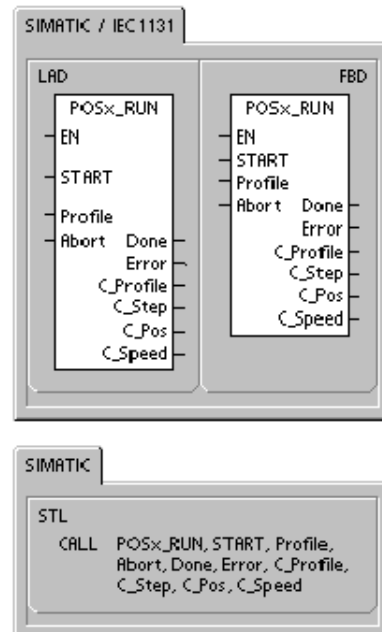 SIMATIC / IEC1131
LAD
POSx_RUN
EN
START
Profile
Abort Done
Error
C_Profile
C_Step
C_Pos
C_Speed
FBD
POSx_RUN
EN
START
Profile
Abort Done
Error
C_Profile
C_Step
C_Pos
C_Speed
SIMATIC
STL
CALL POSx_RUN, START, Profile,
Abort, Done, Error, C_Profile,
C_Step, C_Pos, C_Speed